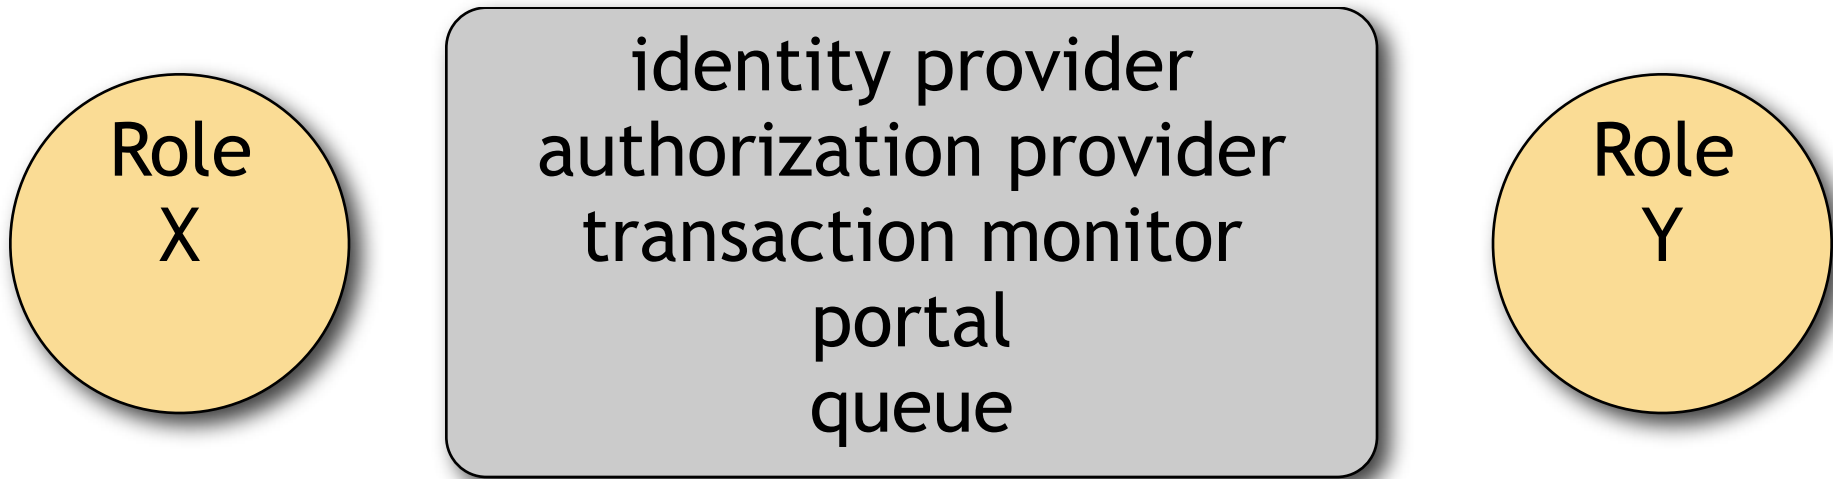 Role
X
identity provider
authorization provider
transaction monitor
portal
queue
Role
Y